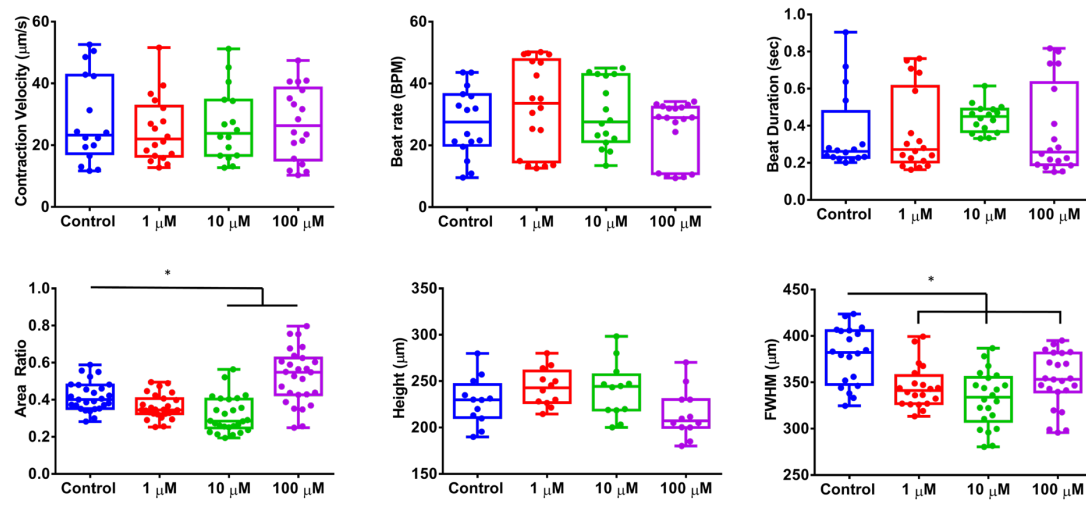 Contraction Velocity (μm/s)
60
40
20
0
Control 1 μM 10 μM 100 μM
Beat rate (BPM)
60
40
20
0
Control 1 μM 10 μM 100 μM
Beat Duration (sec)
1.0
0.8
0.6
0.4
0.2
0.0
Control 1 μM 10 μM 100 μM
Area Ratio
1.0
0.8
0.6
0.4
0.2
0.0
*
Control 1 μM 10 μM 100 μM
Height (μm)
350
300
250
200
150
Control 1 μM 10 μM 100 μM
FWHM (μm)
450
400
350
300
250
*
Control 1 μM 10 μM 100 μM